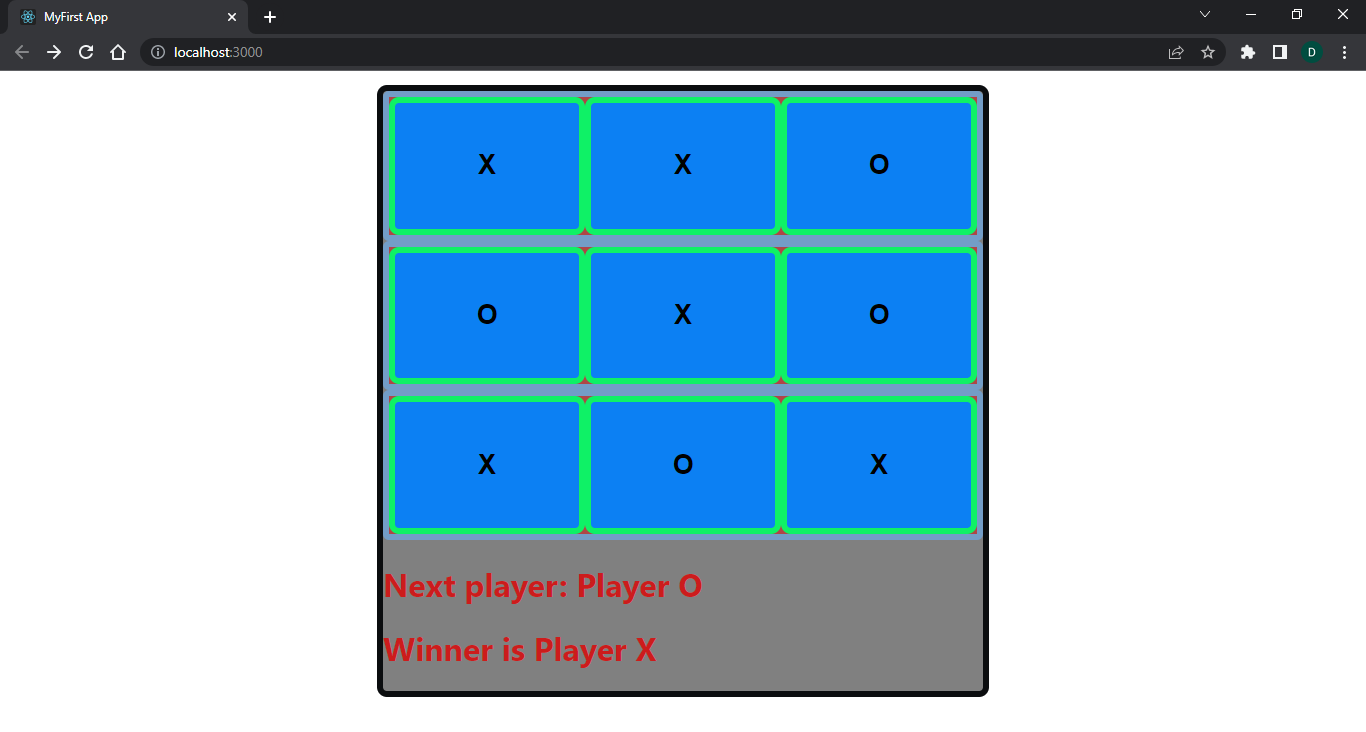 MyFirst App
localhost:3000
D
X X O
O X O
X O X
Next player: Player O
Winner is Player X